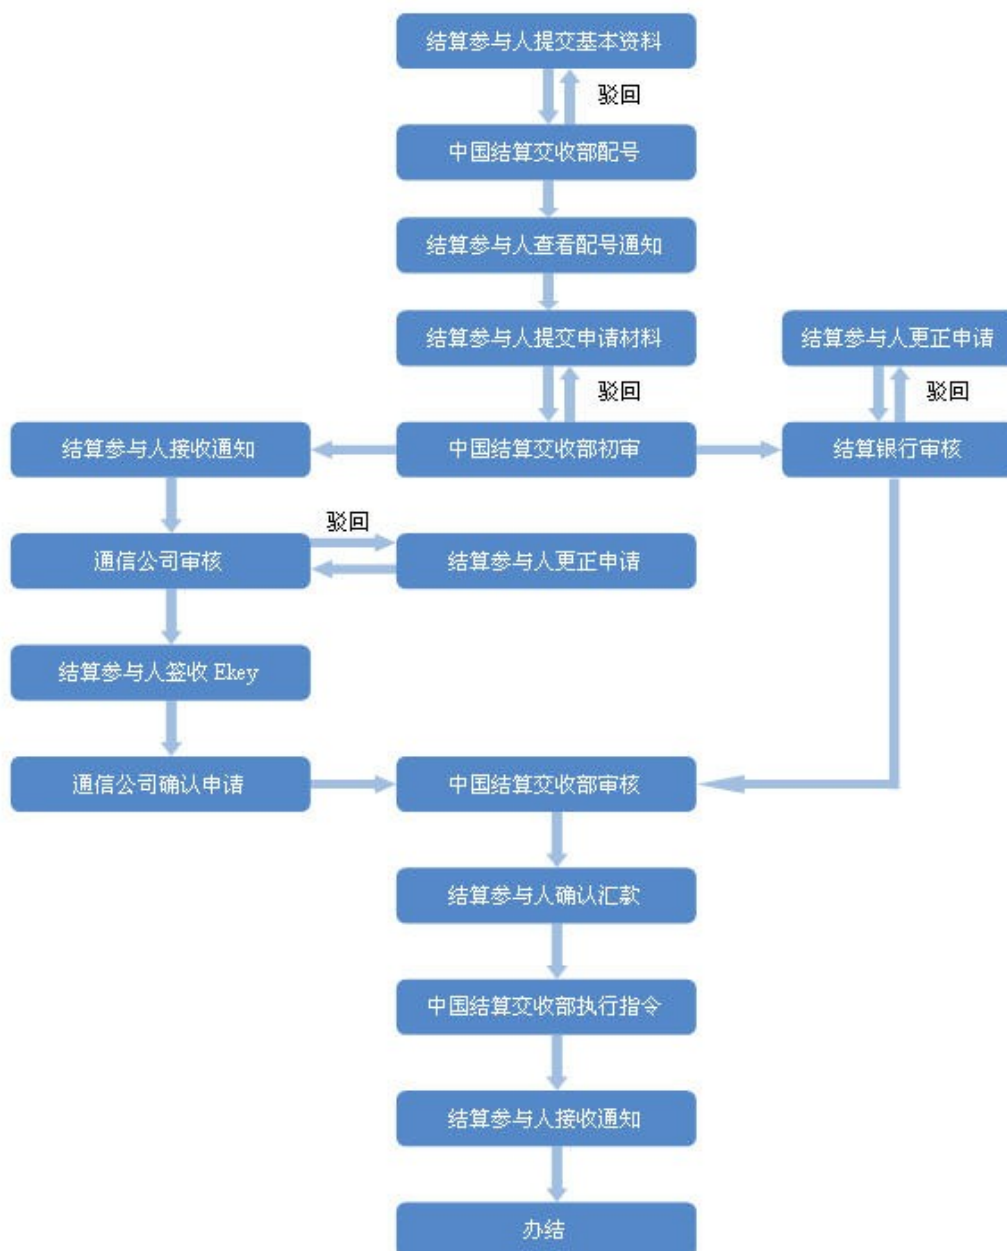 结算参与人提交基本资料
驳回
中国结算交收部配号
结算参与人查看配号通知
结算参与人提交申请材料
结算参与人更正申请
驳回
驳回
结算参与人接收通知
中国结算交收部初审
结算银行审核
驳回
通信公司审核
结算参与人更正申请
结算参与人签收 Ekey
通信公司确认申请
中国结算交收部审核
结算参与人确认汇款
中国结算交收部执行指令
结算参与人接收通知
办结